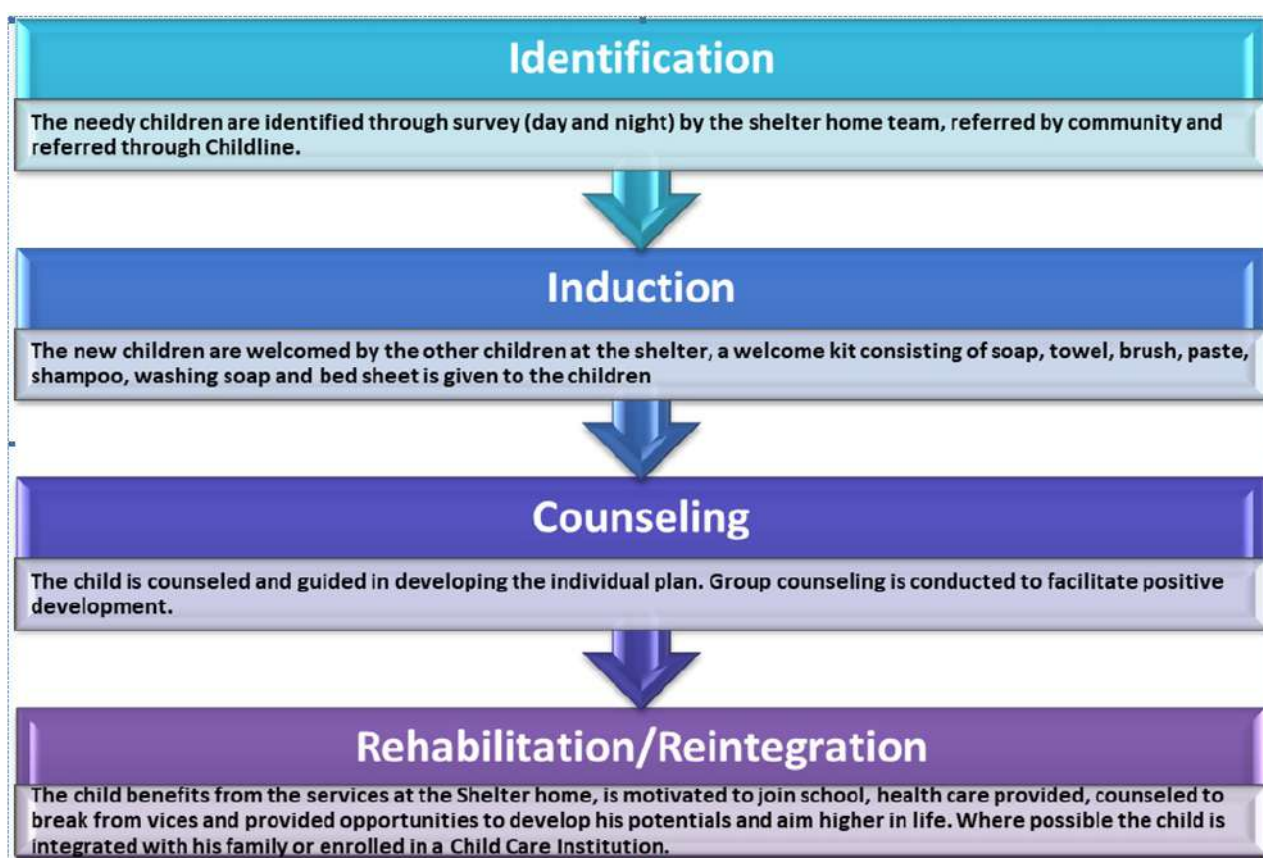 Identification
The needy children are identified through survey (day and night) by the shelter home team, referred by community and
referred through Childline.
Induction
The new children are welcomed by the other children at the shelter, a welcome kit consisting of soap, towel, brush, paste,
shampoo, washing soap and bed sheet is given to the children
Counseling
The child is counseled and guided in developing the individual plan. Group counseling is conducted to facilitate positive
development.
Rehabilitation/Reintegration
The child benefits from the services at the Shelter home, is motivated to join school, health care provided, counseled to
break from vices and provided opportunities to develop his potentials and aim higher in life. Where possible the child is
integrated with his family or enrolled in a Child Care Institution.